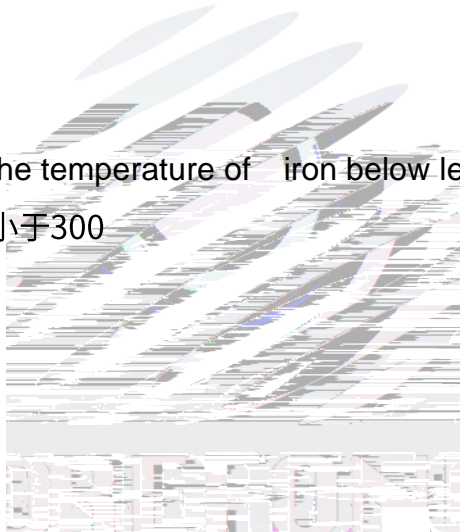 he temperature of iron below le
小于300